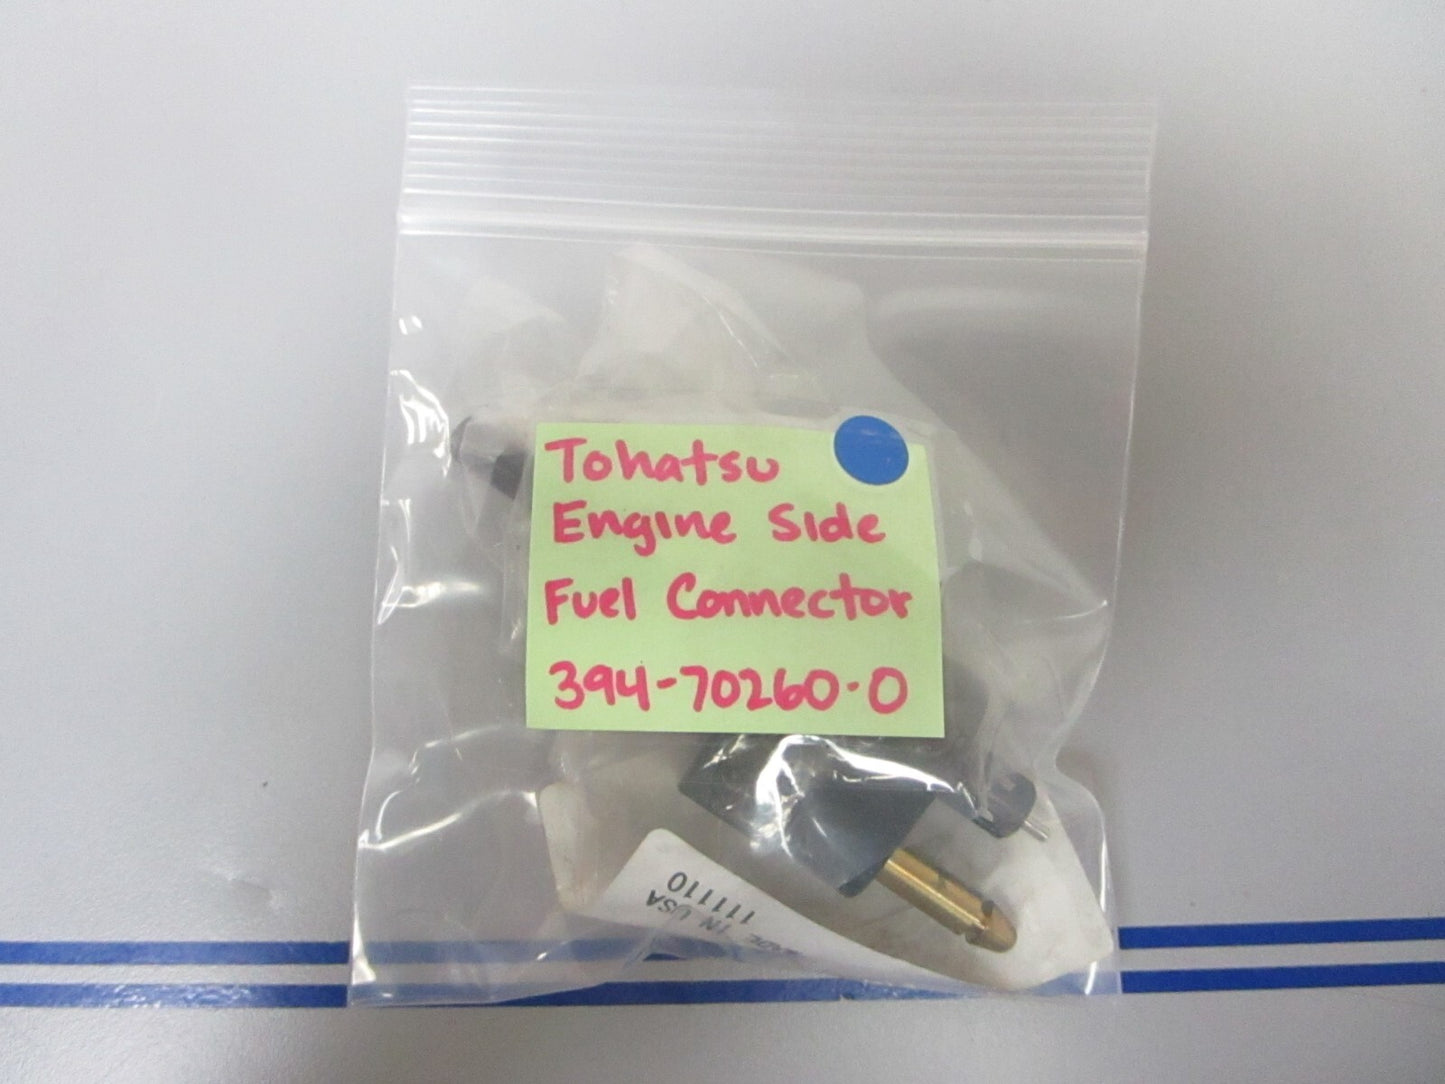 Tohatsu
Engine Side
Fuel Connector
394-70260-0
IN USA
111110